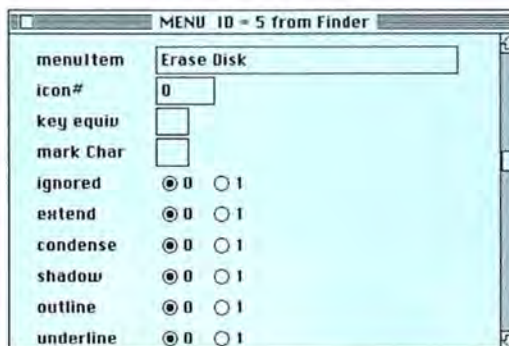 MENU ID = 5 from Finder
menuItem Erase Disk
icon# 0
key equiv
mark Char
ignored 0 1
extend 0 1
condense 0 1
shadow 0 1
outline 0 1
underline 0 1